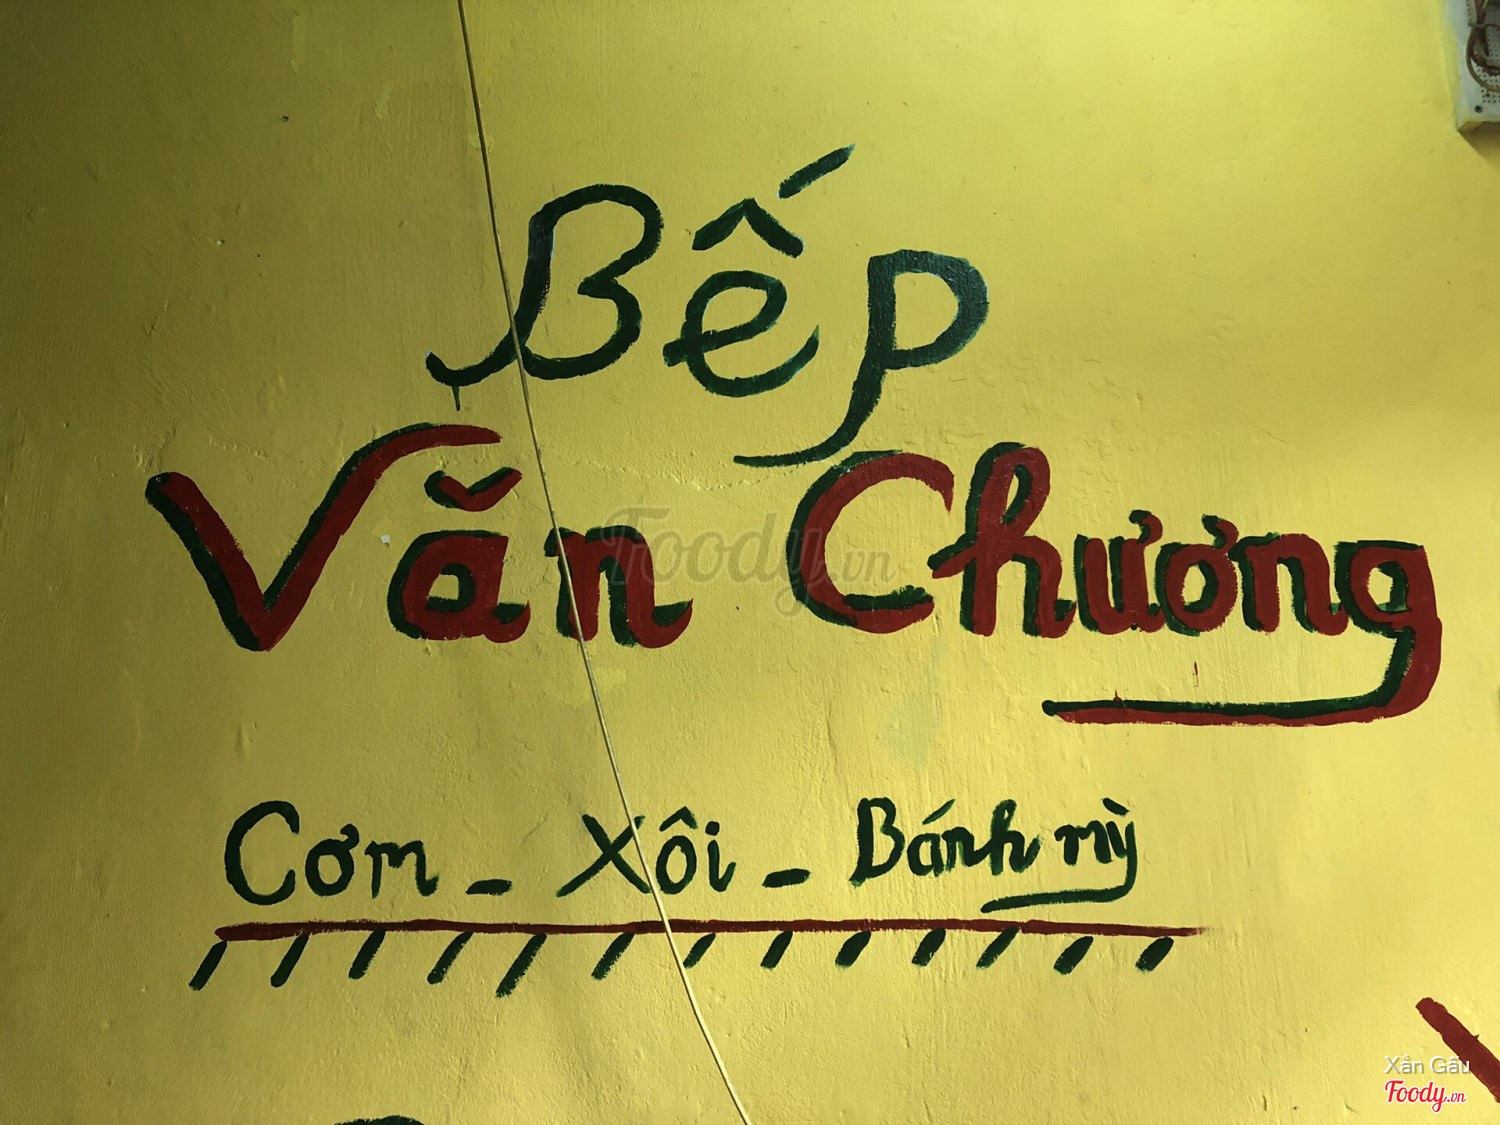 Bếp
Văn Chương
Foody.vn
Cơm - Xôi - Bánh mỳ
Xẩn Gấu
Foody.vn